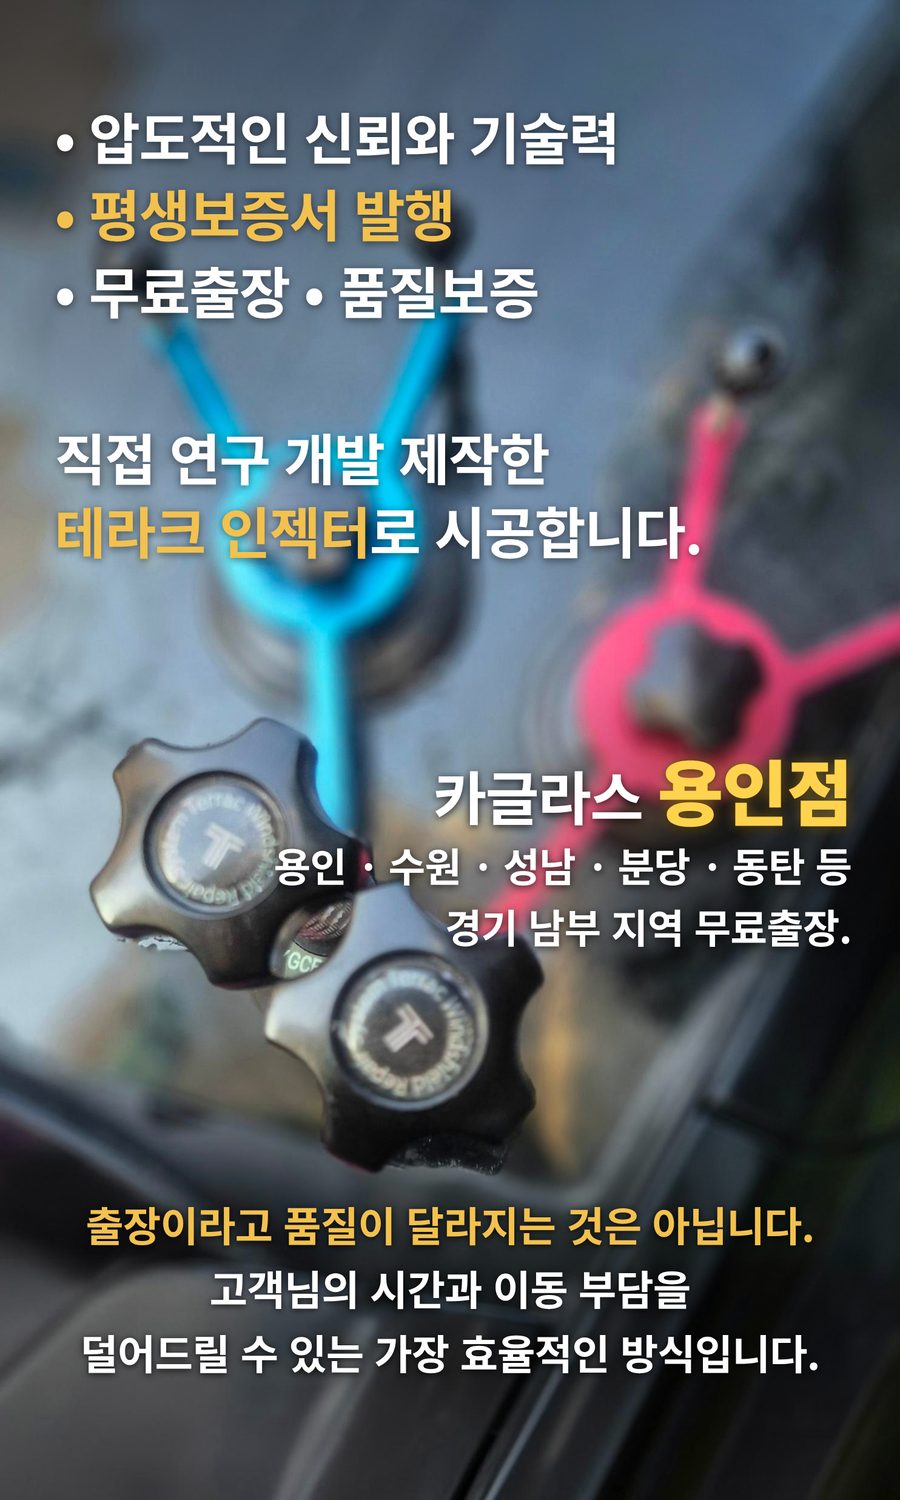 • 압도적인 신뢰와 기술력
• 평생보증서 발행
• 무료출장 • 품질보증
직접 연구 개발 제작한
테라크 인젝터로 시공합니다.
카글라스 용인점
용인 · 수원 · 성남 · 분당 · 동탄 등
경기 남부 지역 무료출장.
Windshield Repair
출장이라고 품질이 달라지는 것은 아닙니다.
고객님의 시간과 이동 부담을
덜어드릴 수 있는 가장 효율적인 방식입니다.